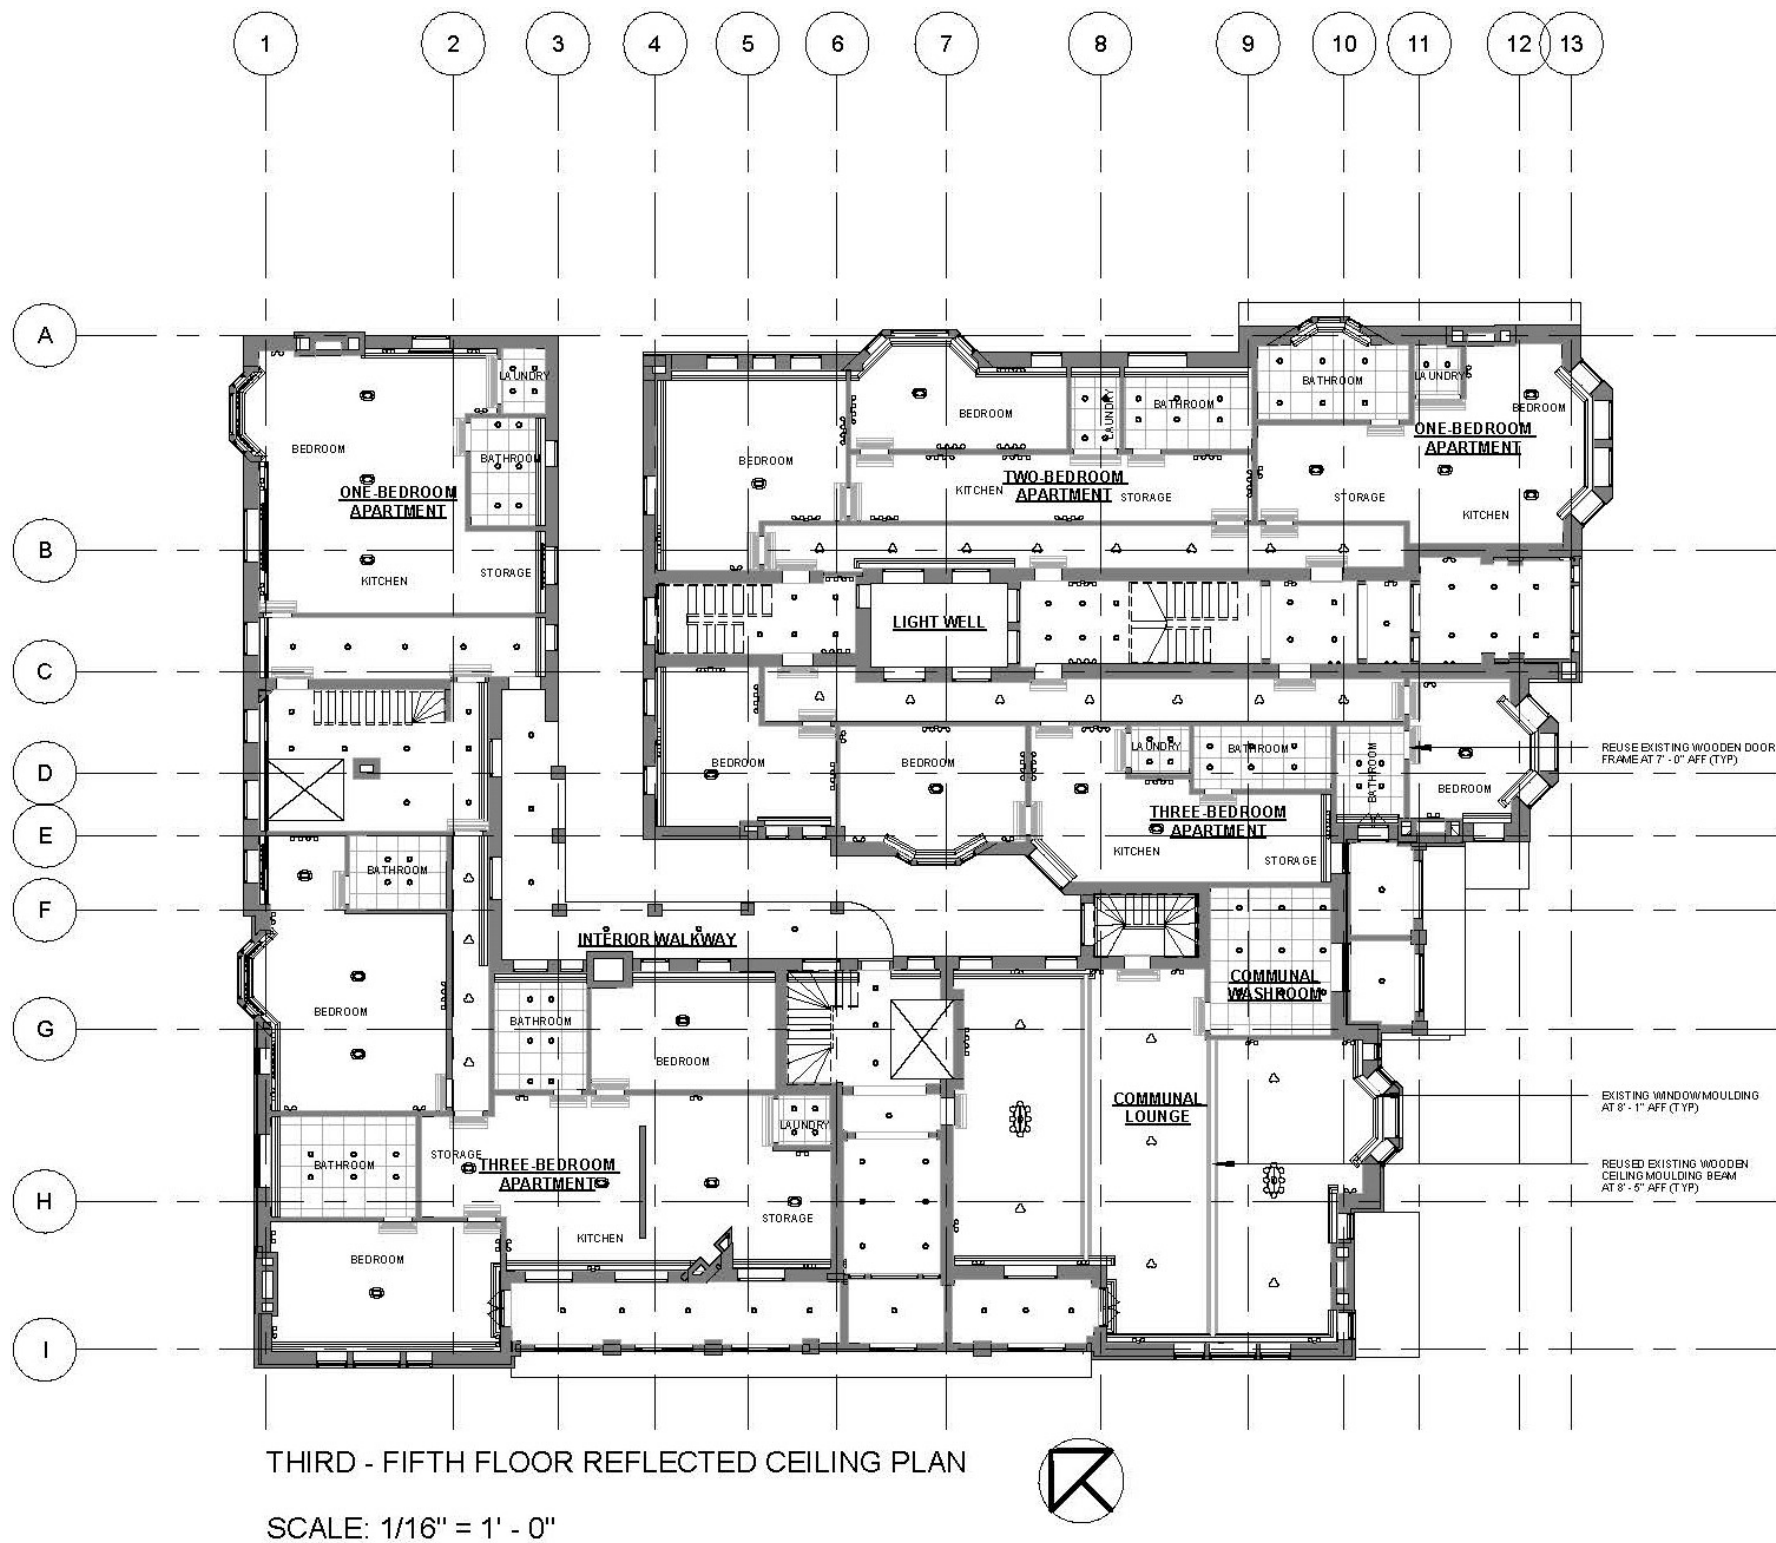 1 2 3 4 5 6 7 8 9 10 11 12 13
A
LAUNDRY
BATHROOM
LAUNDRY
BEDROOM
BEDROOM
LAUNDRY
BATHROOM
ONE-BEDROOM
APARTMENT
BEDROOM
BATHROOM
BEDROOM
TWO-BEDROOM
APARTMENT
KITCHEN
STORAGE
STORAGE
KITCHEN
ONE-BEDROOM
APARTMENT
B
KITCHEN
STORAGE
LIGHT WELL
C
REUSE EXISTING WOODEN DOOR
FRAME AT 7' - 0" AFF (TYP)
D
BEDROOM
BEDROOM
LAUNDRY
BATHROOM
BATHROOM
BEDROOM
THREE-BEDROOM
APARTMENT
E
KITCHEN
STORAGE
BATHROOM
F
INTERIOR WALKWAY
COMMUNAL
WASHROOM
G
BEDROOM
BATHROOM
BEDROOM
COMMUNAL
LOUNGE
EXISTING WINDOW MOULDING
AT 8' - 1" AFF (TYP)
LAUNDRY
STORAGE
BATHROOM
THREE-BEDROOM
APARTMENT
REUSED EXISTING WOODEN
CEILING MOULDING BEAM
AT 8' - 5" AFF (TYP)
H
STORAGE
KITCHEN
BEDROOM
I
THIRD - FIFTH FLOOR REFLECTED CEILING PLAN
SCALE: 1/16" = 1' - 0"